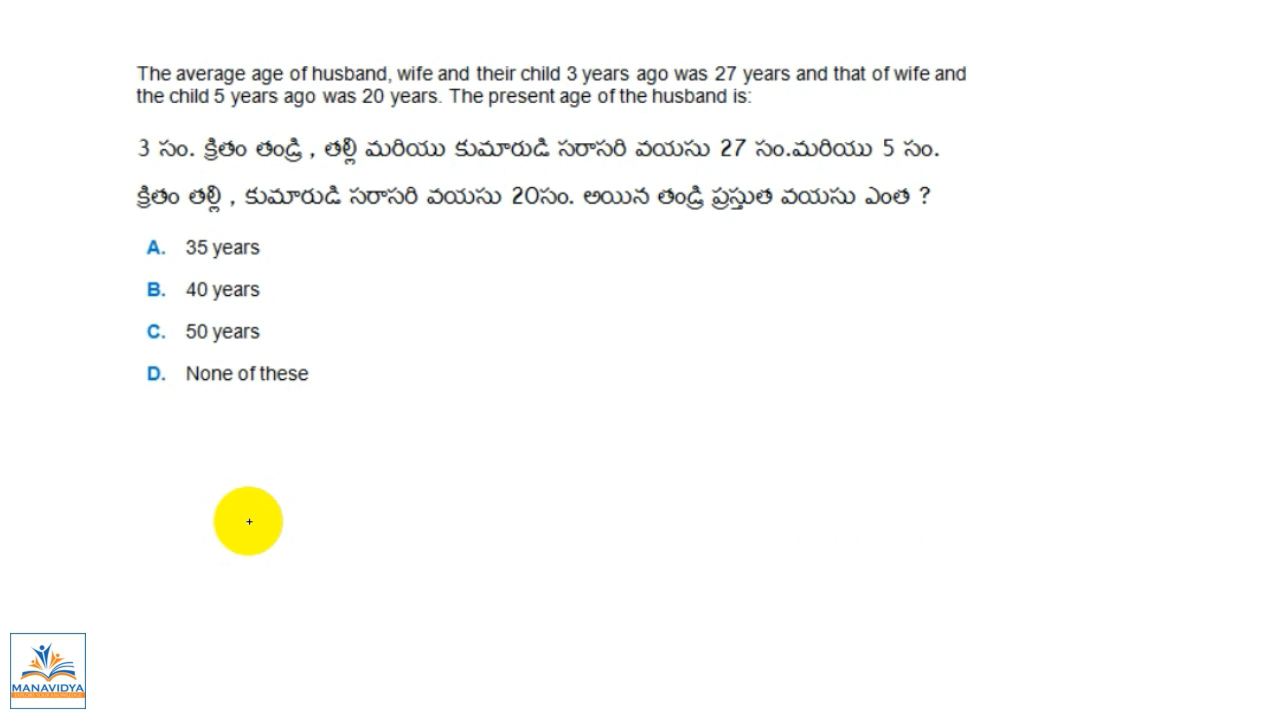 The average age of husband, wife and their child 3 years ago was 27 years and that of wife and
the child 5 years ago was 20 years. The present age of the husband is:
3 సం. క్రితం తండ్రి , తల్లి మరియు కుమారుడి సరాసరి వయసు 27 సం.మరియు 5 సం.
క్రితం తల్లి , కుమారుడి సరాసరి వయసు 20సం. అయిన తండ్రి ప్రస్తుత వయసు ఎంత ?
A. 35 years
B. 40 years
C. 50 years
D. None of these
MANAVIDYA